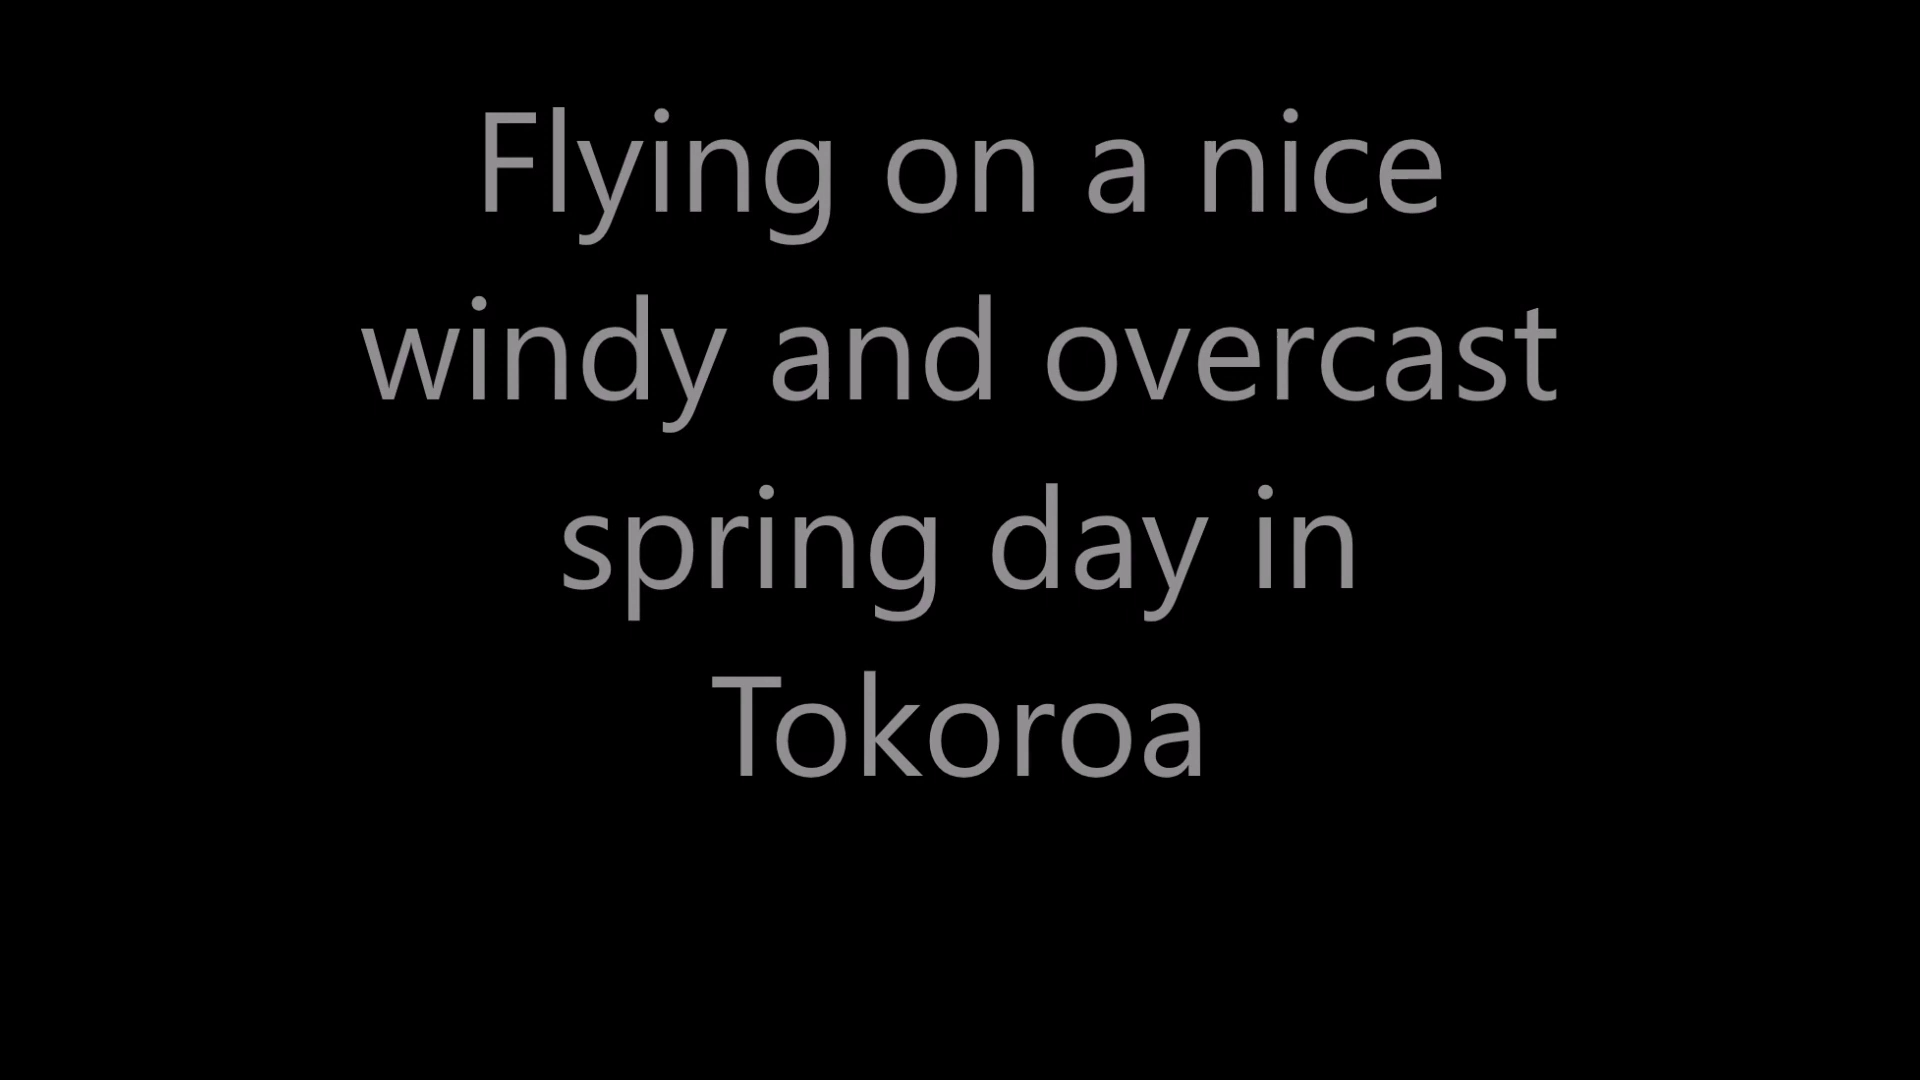 Flying on a nice
windy and overcast
spring day in
Tokoroa